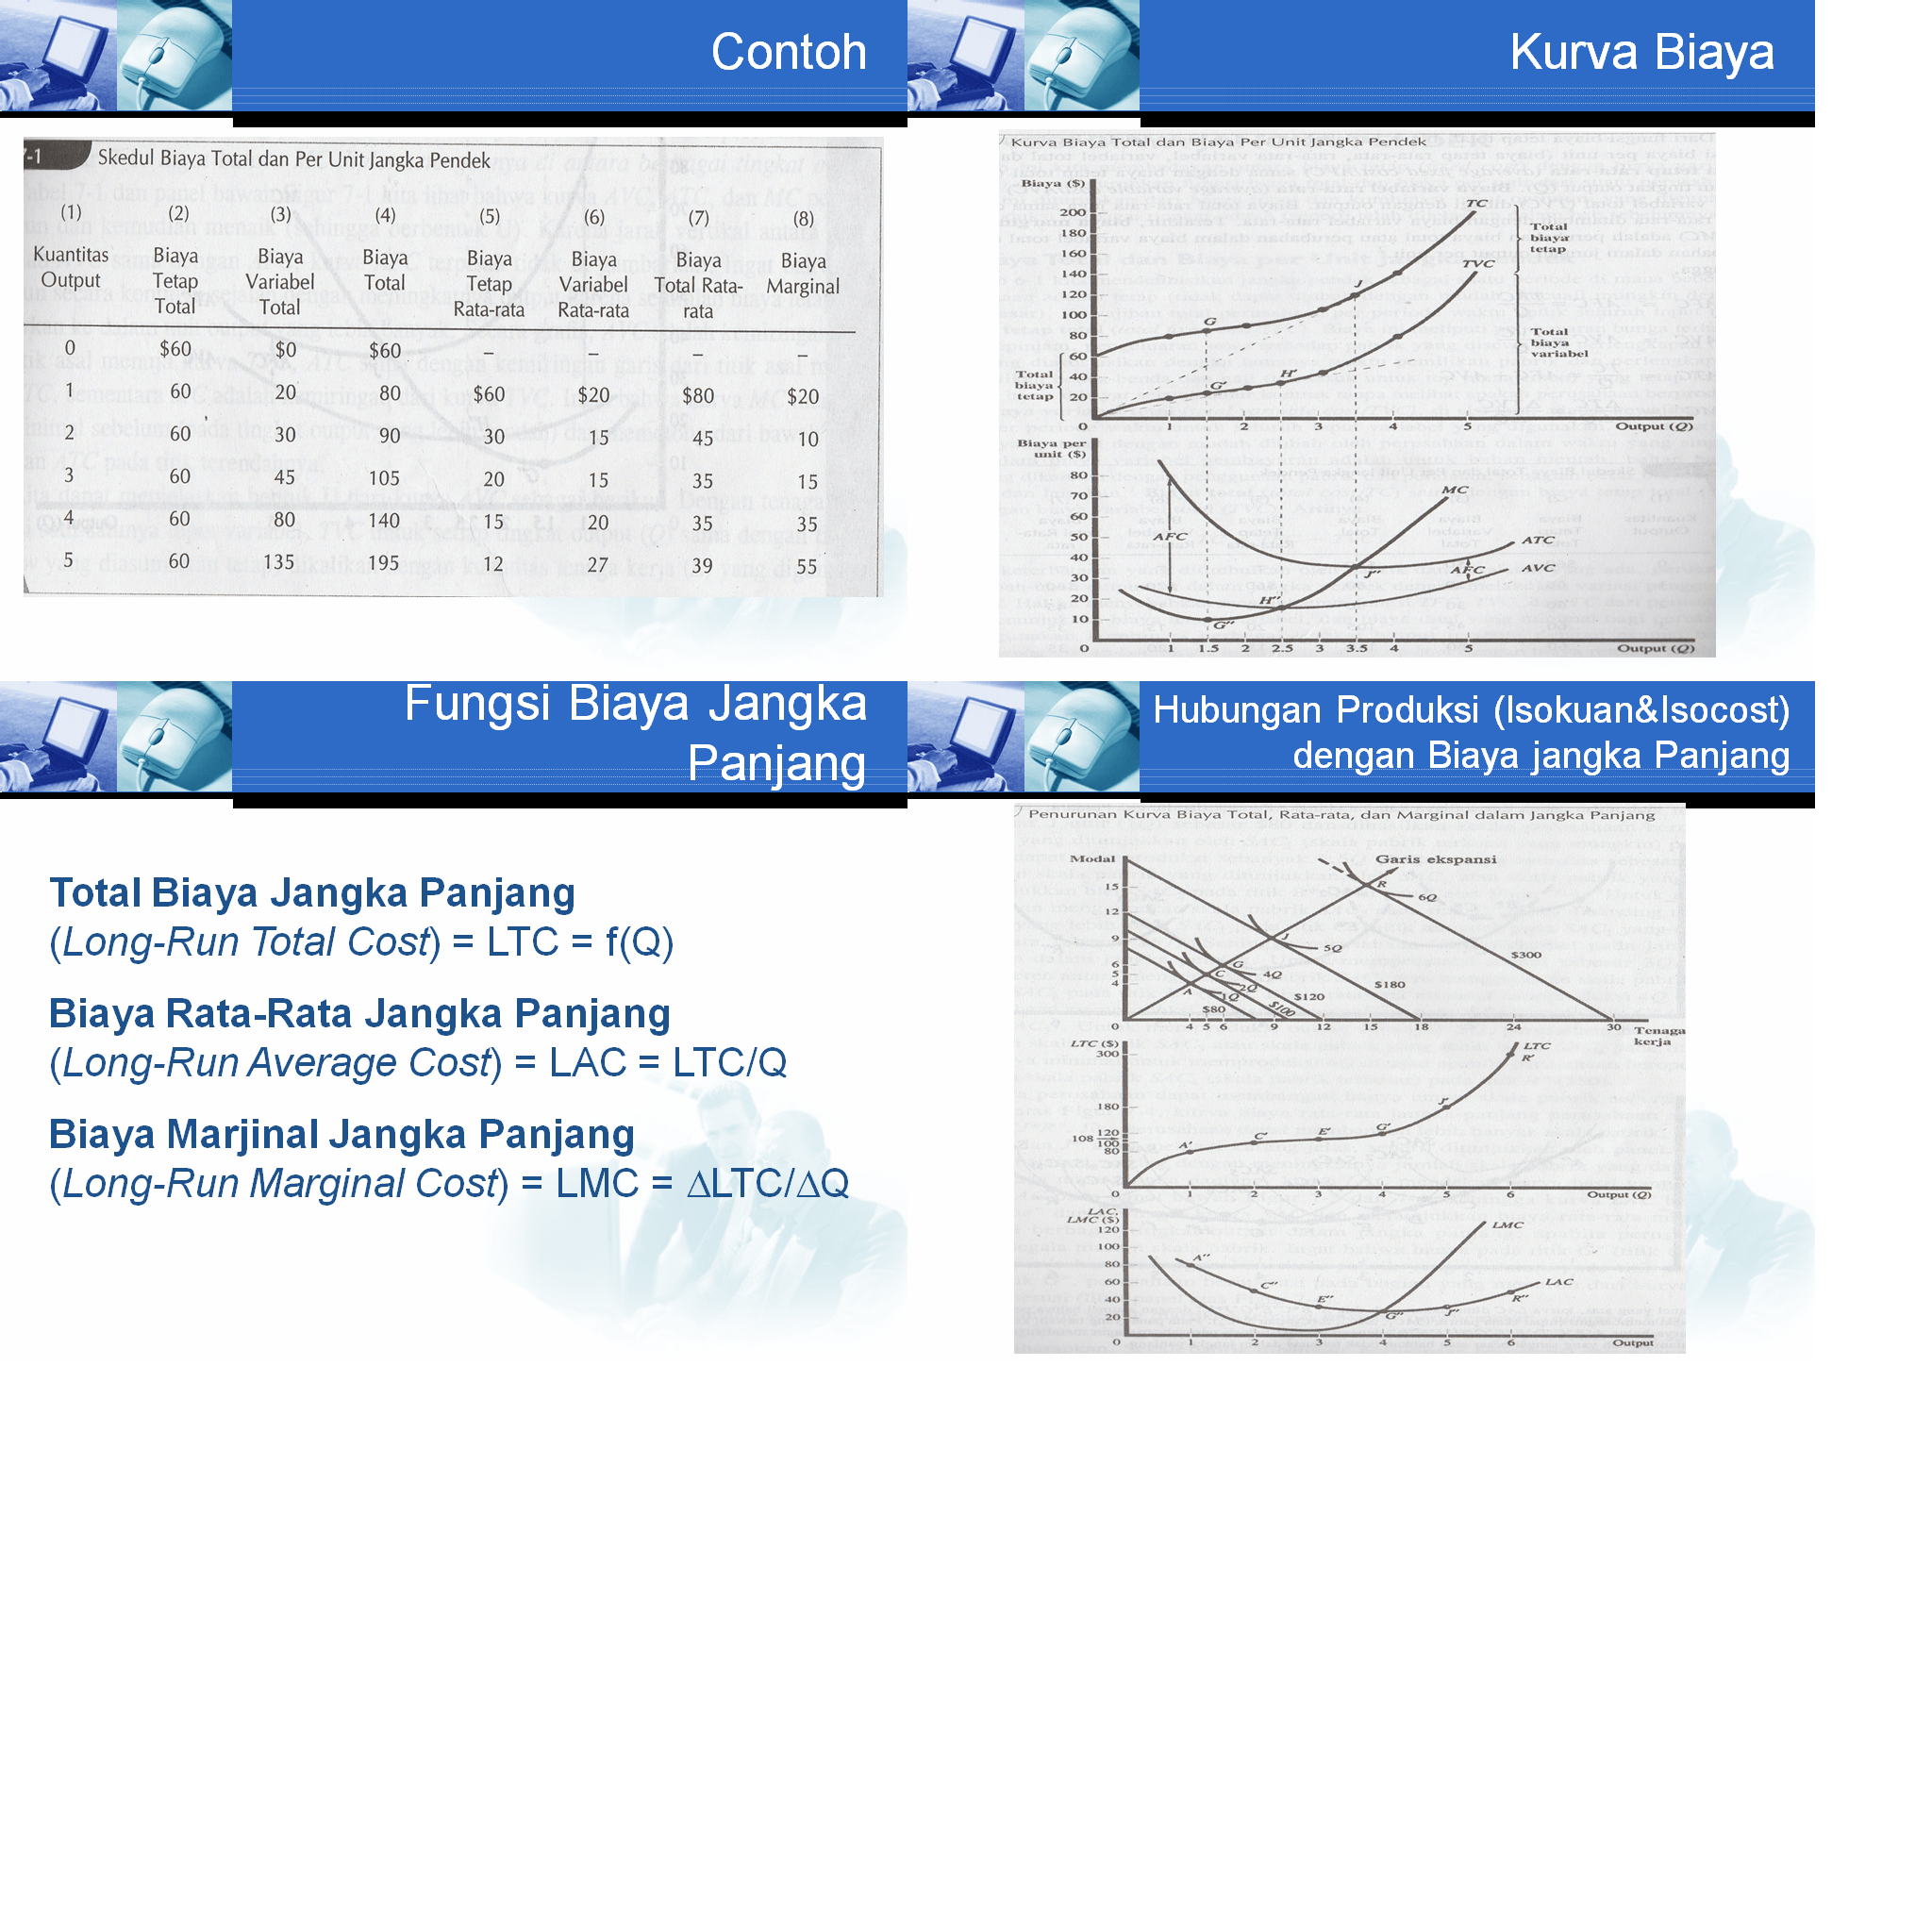 Contoh
7-1 Skedul Biaya Total dan Per Unit Jangka Pendek
(1) (2) (3) (4) (5) (6) (7) (8)
Kuantitas Output Biaya Tetap Total Biaya Variabel Total Biaya Total Biaya Tetap Rata-rata Biaya Variabel Rata-rata Biaya Total Rata-rata Biaya Marginal
0 $60 $0 $60 – – – –
1 60 20 80 $60 $20 $80 $20
2 60 30 90 30 15 45 10
3 60 45 105 20 15 35 15
4 60 80 140 15 20 35 35
5 60 135 195 12 27 39 55
Kurva Biaya
Kurva Biaya Total dan Biaya Per Unit Jangka Pendek
Biaya ($)
200
180
160
140
120
100
80
60
40
20
0 1 2 3 4 5 Output (Q)
TC
TVC
J
G
G'
H'
Total biaya tetap
Total biaya tetap
Total biaya variabel
Biaya per unit ($)
80
70
60
50
40
30
20
10
0 1 1.5 2 2.5 3 3.5 4 5 Output (Q)
MC
ATC
AVC
AFC
AFC
J"
H"
G"
Fungsi Biaya Jangka
Panjang
Total Biaya Jangka Panjang
(Long-Run Total Cost) = LTC = f(Q)
Biaya Rata-Rata Jangka Panjang
(Long-Run Average Cost) = LAC = LTC/Q
Biaya Marjinal Jangka Panjang
(Long-Run Marginal Cost) = LMC = ∆LTC/∆Q
Hubungan Produksi (Isokuan&Isocost)
dengan Biaya jangka Panjang
Penurunan Kurva Biaya Total, Rata-rata, dan Marginal dalam Jangka Panjang
Modal
Garis ekspansi
15
12
9
6
5
4
R
6Q
J
5Q
G
4Q
C
2Q
A
1Q
$80
$100
$120
$180
$300
0 4 5 6 9 12 15 18 24 30 Tenaga kerja
LTC ($)
300
180
120
108
100
80
LTC
R'
J'
G'
E'
C'
A'
0 1 2 3 4 5 6 Output (Q)
LAC,
LMC ($)
120
100
80
60
40
20
LMC
LAC
A"
C"
E"
G"
J"
R"
0 1 2 3 4 5 6 Output